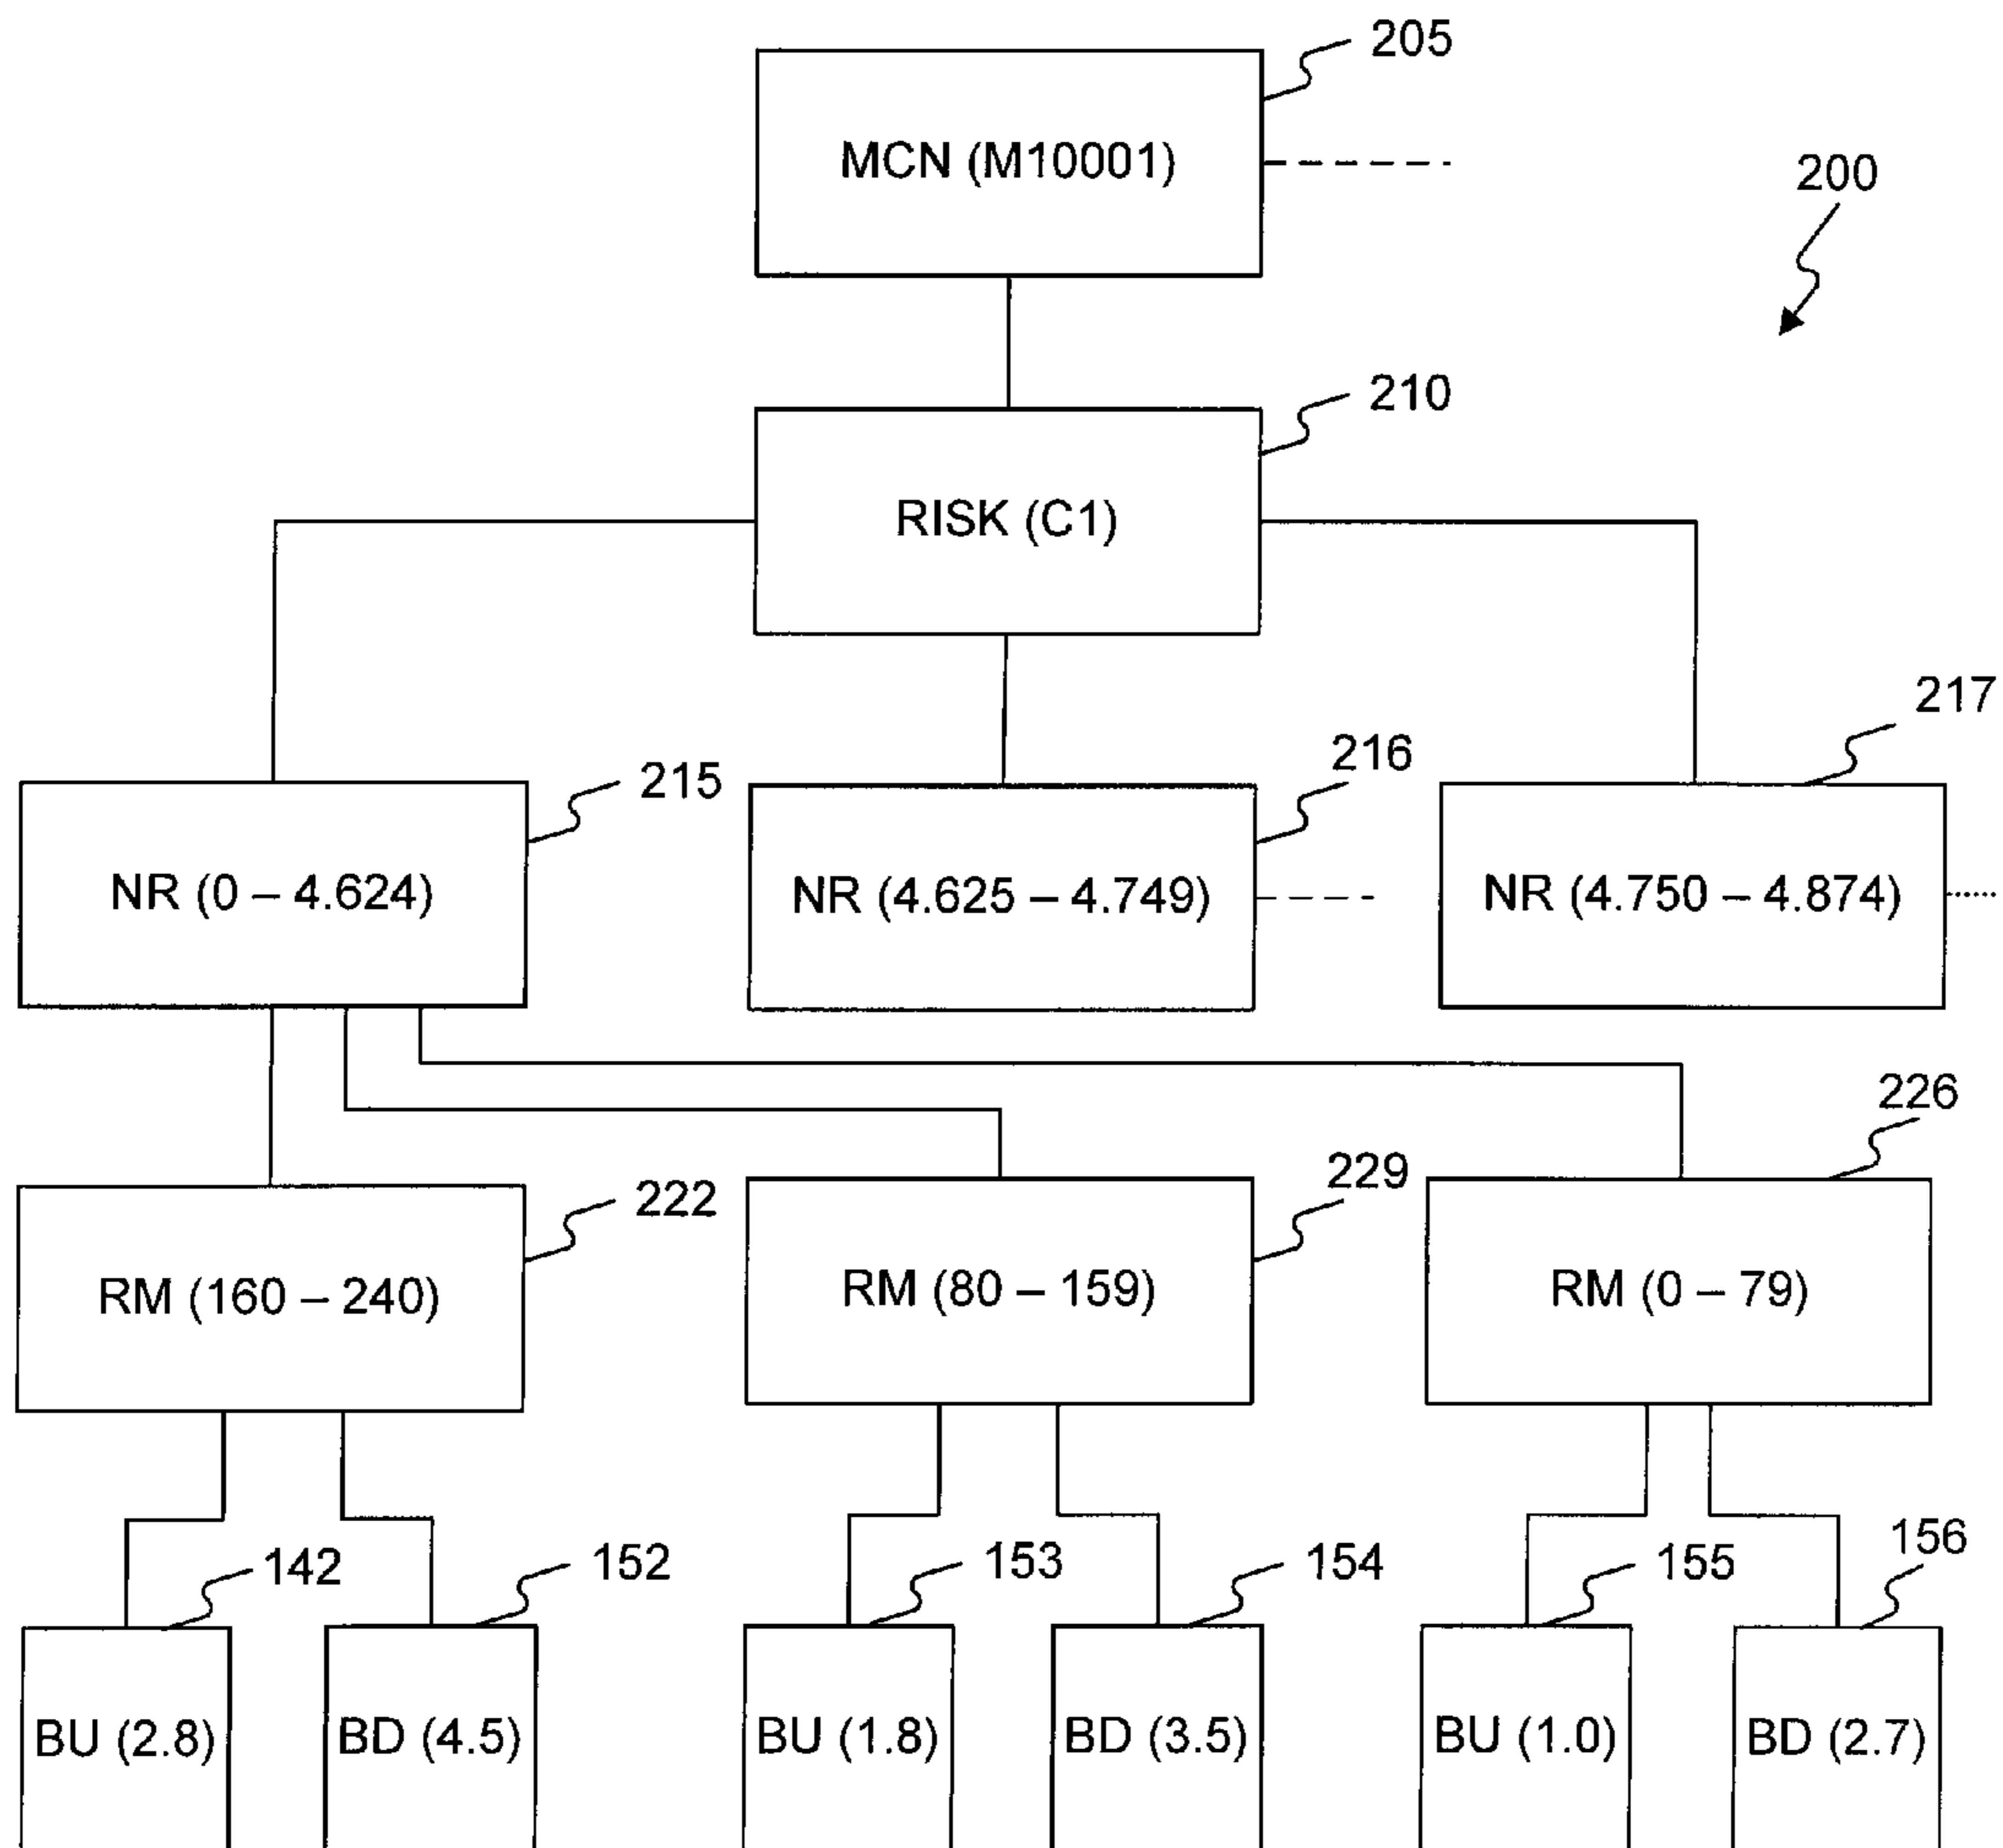 205
MCN (M10001)
200
210
RISK (C1)
217
216
215
NR (0 – 4.624)
NR (4.625 – 4.749)
NR (4.750 – 4.874)
226
229
222
RM (160 – 240)
RM (80 – 159)
RM (0 – 79)
142
152
153
154
155
156
BU (2.8)
BD (4.5)
BU (1.8)
BD (3.5)
BU (1.0)
BD (2.7)